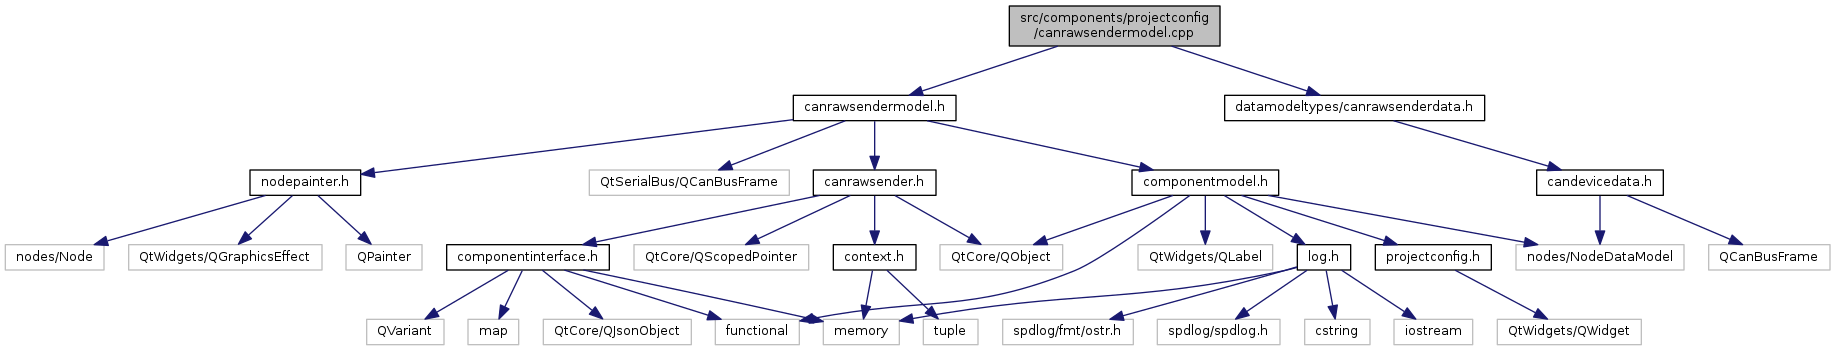 src/components/projectconfig
/canrawsendermodel.cpp
canrawsendermodel.h
datamodeltypes/canrawsenderdata.h
nodepainter.h
QtSerialBus/QCanBusFrame
canrawsender.h
componentmodel.h
candevicedata.h
nodes/Node
QtWidgets/QGraphicsEffect
QPainter
componentinterface.h
QtCore/QScopedPointer
context.h
QtCore/QObject
QtWidgets/QLabel
log.h
projectconfig.h
nodes/NodeDataModel
QCanBusFrame
QVariant
map
QtCore/QJsonObject
functional
memory
tuple
spdlog/fmt/ostr.h
spdlog/spdlog.h
cstring
iostream
QtWidgets/QWidget